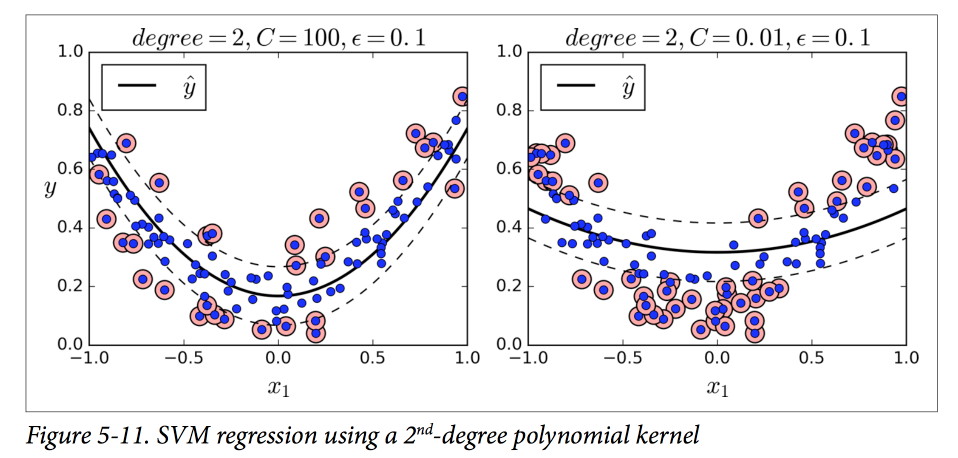 degree = 2, C = 100, ϵ = 0.1
1.0
0.8
0.6
0.4
0.2
0.0
y
ŷ
−1.0 −0.5 0.0 0.5 1.0
x₁
degree = 2, C = 0.01, ϵ = 0.1
1.0
0.8
0.6
0.4
0.2
0.0
ŷ
−1.0 −0.5 0.0 0.5 1.0
x₁
Figure 5-11. SVM regression using a 2nd-degree polynomial kernel